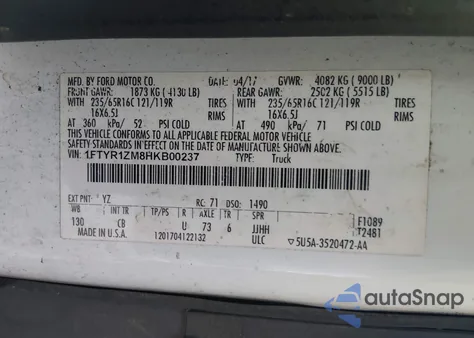 MFD. BY FORD MOTOR CO. DATE: 04/17 GVWR: 4082 KG ( 9000 LB)
FRONT GAWR: 1873 KG ( 4130 LB) REAR GAWR: 2502 KG ( 5515 LB)
WITH 235/65R16C 121/119R TIRES WITH 235/65R16C 121/119R TIRES
16X6.5J RIMS 16X6.5J RIMS
AT 360 kPa/ 52 PSI COLD AT 490 kPa/ 71 PSI COLD
THIS VEHICLE CONFORMS TO ALL APPLICABLE FEDERAL MOTOR VEHICLE
SAFETY STANDARDS IN EFFECT ON THE DATE OF MANUFACTURE SHOWN ABOVE.
VIN: 1FTYR1ZM8HKB00237 TYPE: Truck
EXT PNT: YZ RC: 71 DSO: 1490
WB INT TR TP/PS R AXLE TR SPR F1089
130 CB U 73 6 JJHH T2481
MADE IN U.S.A. 1201704122132 ULC 5U5A-3520472-AA
autoSnap
POWERED BY